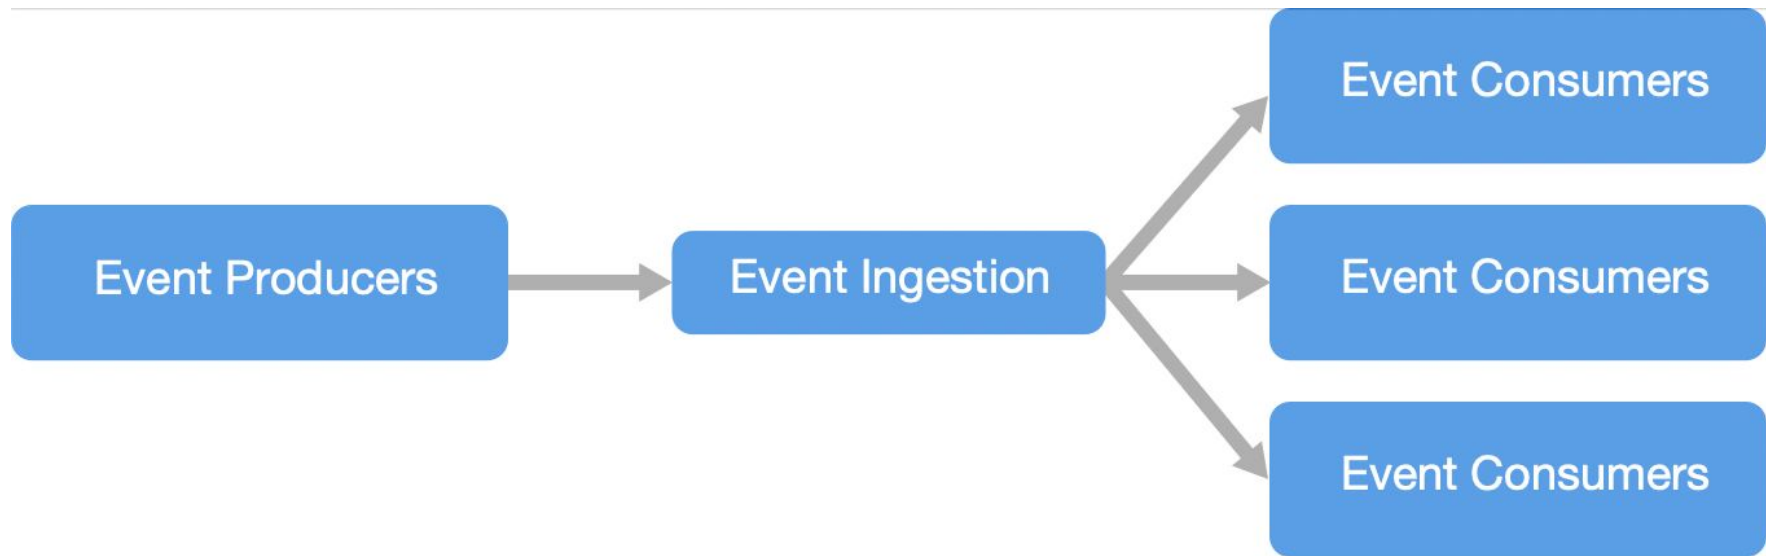 Event Producers
Event Ingestion
Event Consumers
Event Consumers
Event Consumers